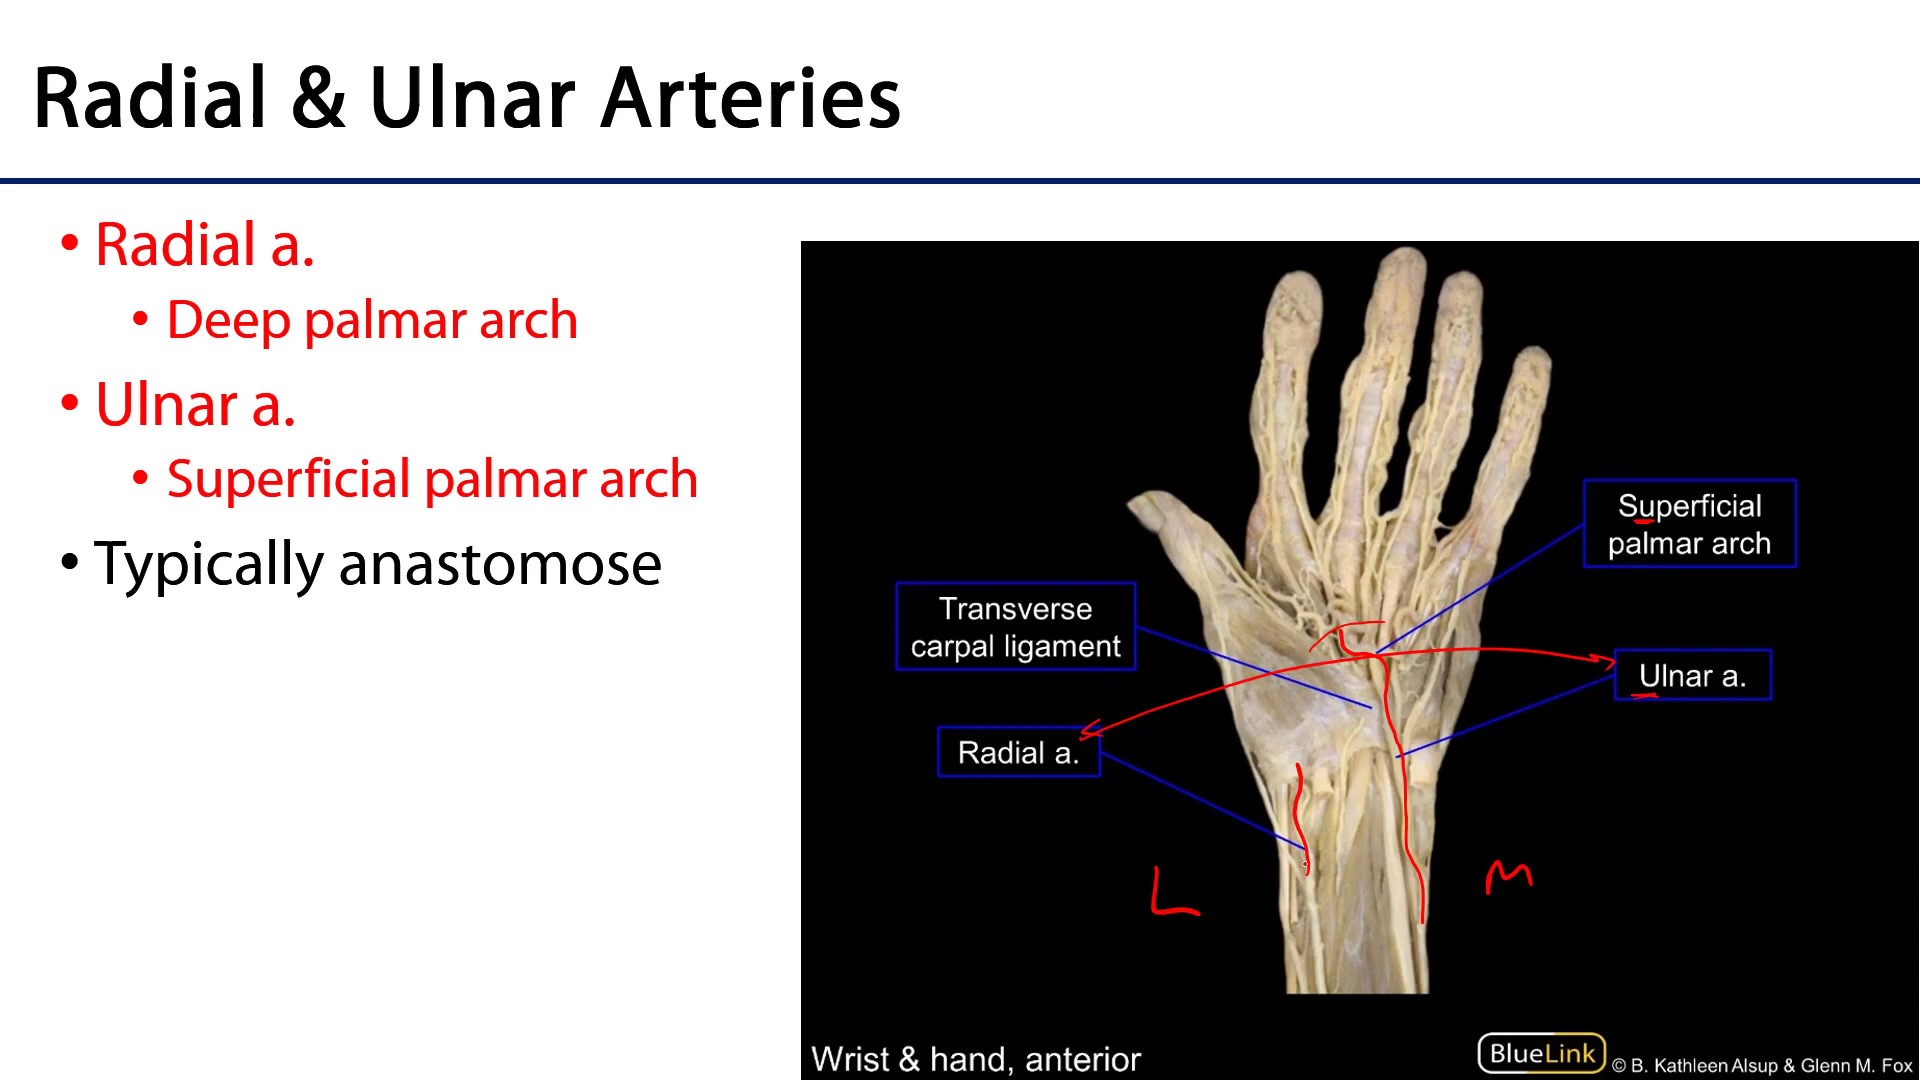 Radial & Ulnar Arteries
• Radial a.
• Deep palmar arch
• Ulnar a.
• Superficial palmar arch
• Typically anastomose
Superficial
palmar arch
Transverse
carpal ligament
Ulnar a.
Radial a.
L
M
Wrist & hand, anterior
BlueLink
© B. Kathleen Alsup & Glenn M. Fox